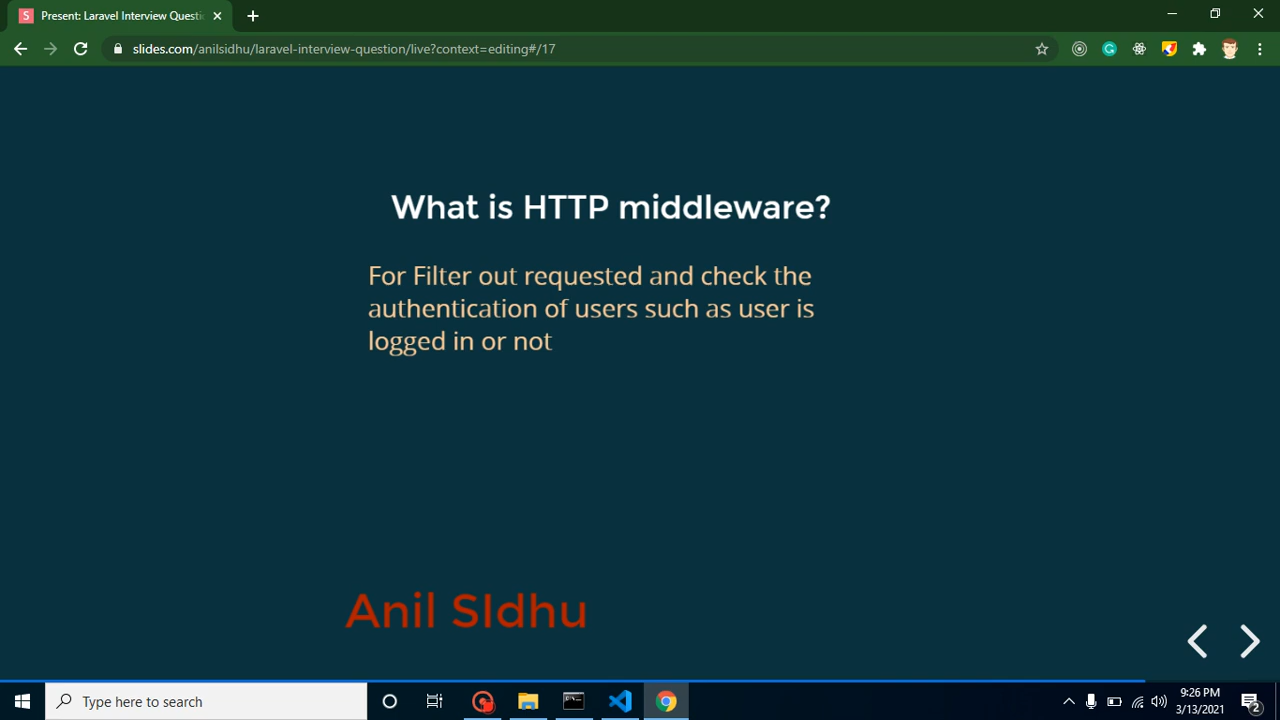 Present: Laravel Interview Questi
slides.com/anilsidhu/laravel-interview-question/live?context=editing#/17
What is HTTP middleware?
For Filter out requested and check the
authentication of users such as user is
logged in or not
Anil SIdhu
Type here to search
9:26 PM
3/13/2021
2